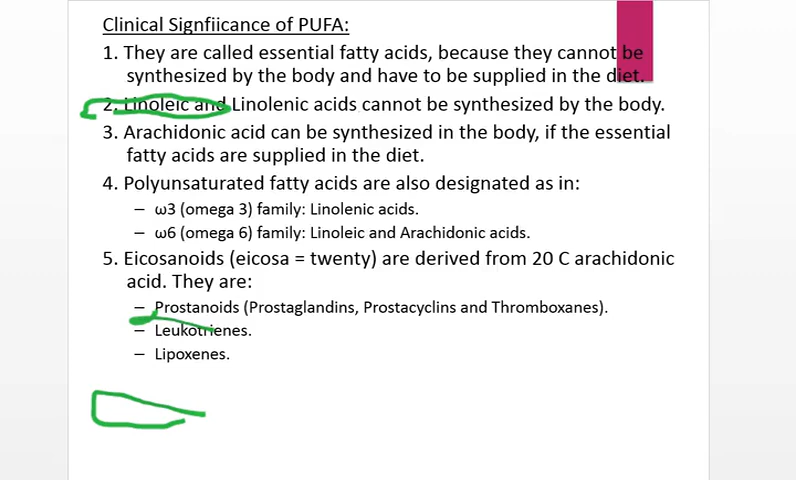 Clinical Signfiicance of PUFA:
1. They are called essential fatty acids, because they cannot be
synthesized by the body and have to be supplied in the diet.
2. Linoleic and Linolenic acids cannot be synthesized by the body.
3. Arachidonic acid can be synthesized in the body, if the essential
fatty acids are supplied in the diet.
4. Polyunsaturated fatty acids are also designated as in:
– ω3 (omega 3) family: Linolenic acids.
– ω6 (omega 6) family: Linoleic and Arachidonic acids.
5. Eicosanoids (eicosa = twenty) are derived from 20 C arachidonic
acid. They are:
– Prostanoids (Prostaglandins, Prostacyclins and Thromboxanes).
– Leukotrienes.
– Lipoxenes.